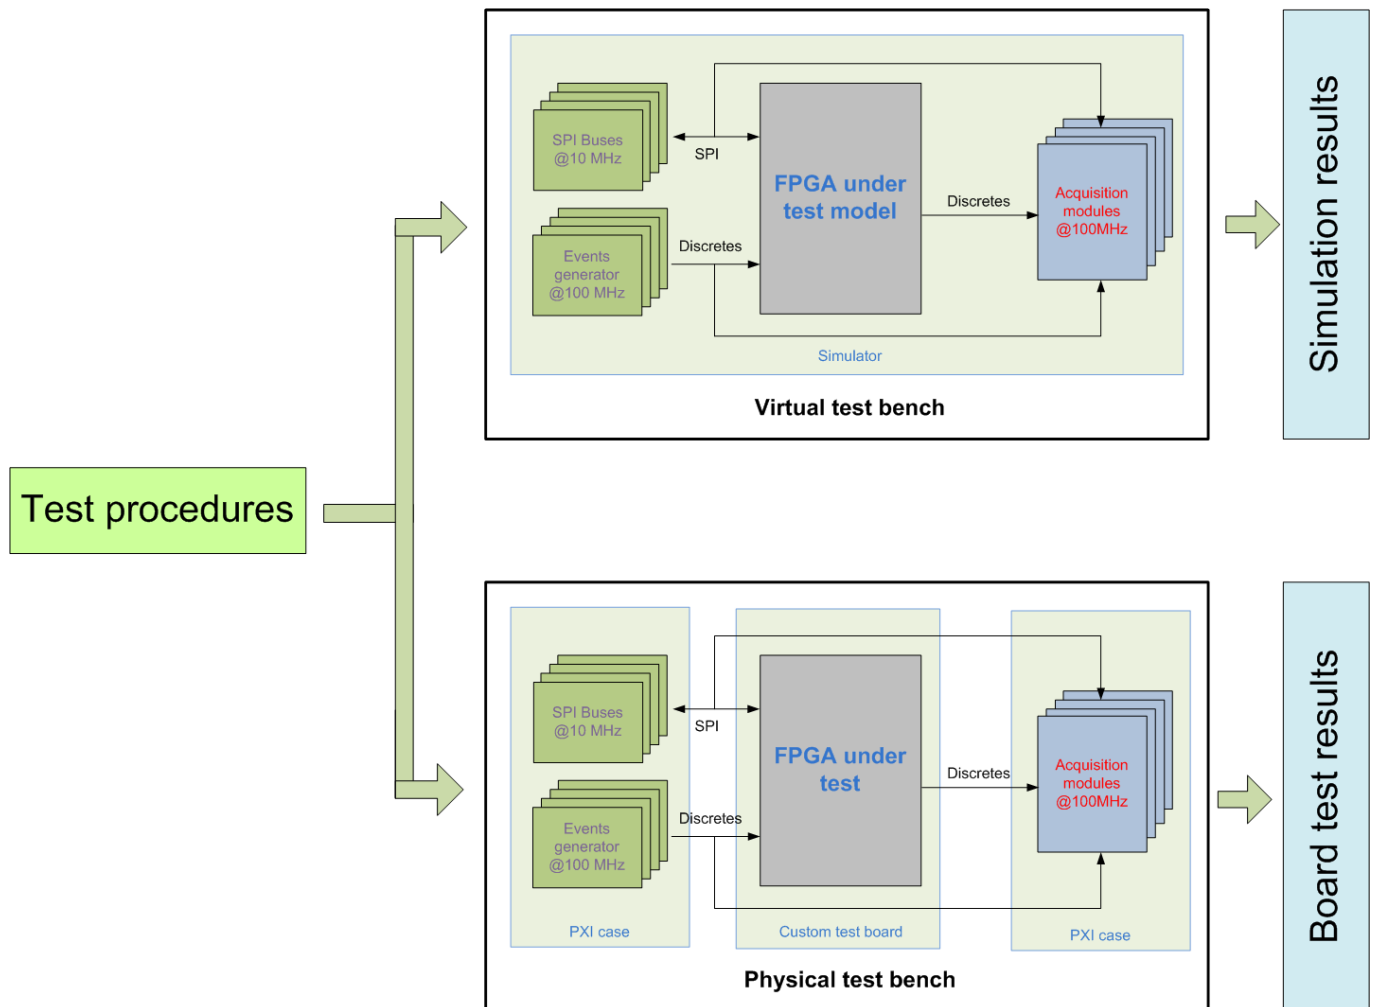 SPI Buses
@10 MHz
SPI
FPGA under
test model
Discretes
Acquisition
modules
@100MHz
Events
generator
@100 MHz
Discretes
Simulator
Virtual test bench
Simulation results
Test procedures
SPI Buses
@10 MHz
SPI
FPGA under
test
Discretes
Acquisition
modules
@100MHz
Events
generator
@100 MHz
Discretes
PXI case
Custom test board
PXI case
Physical test bench
Board test results